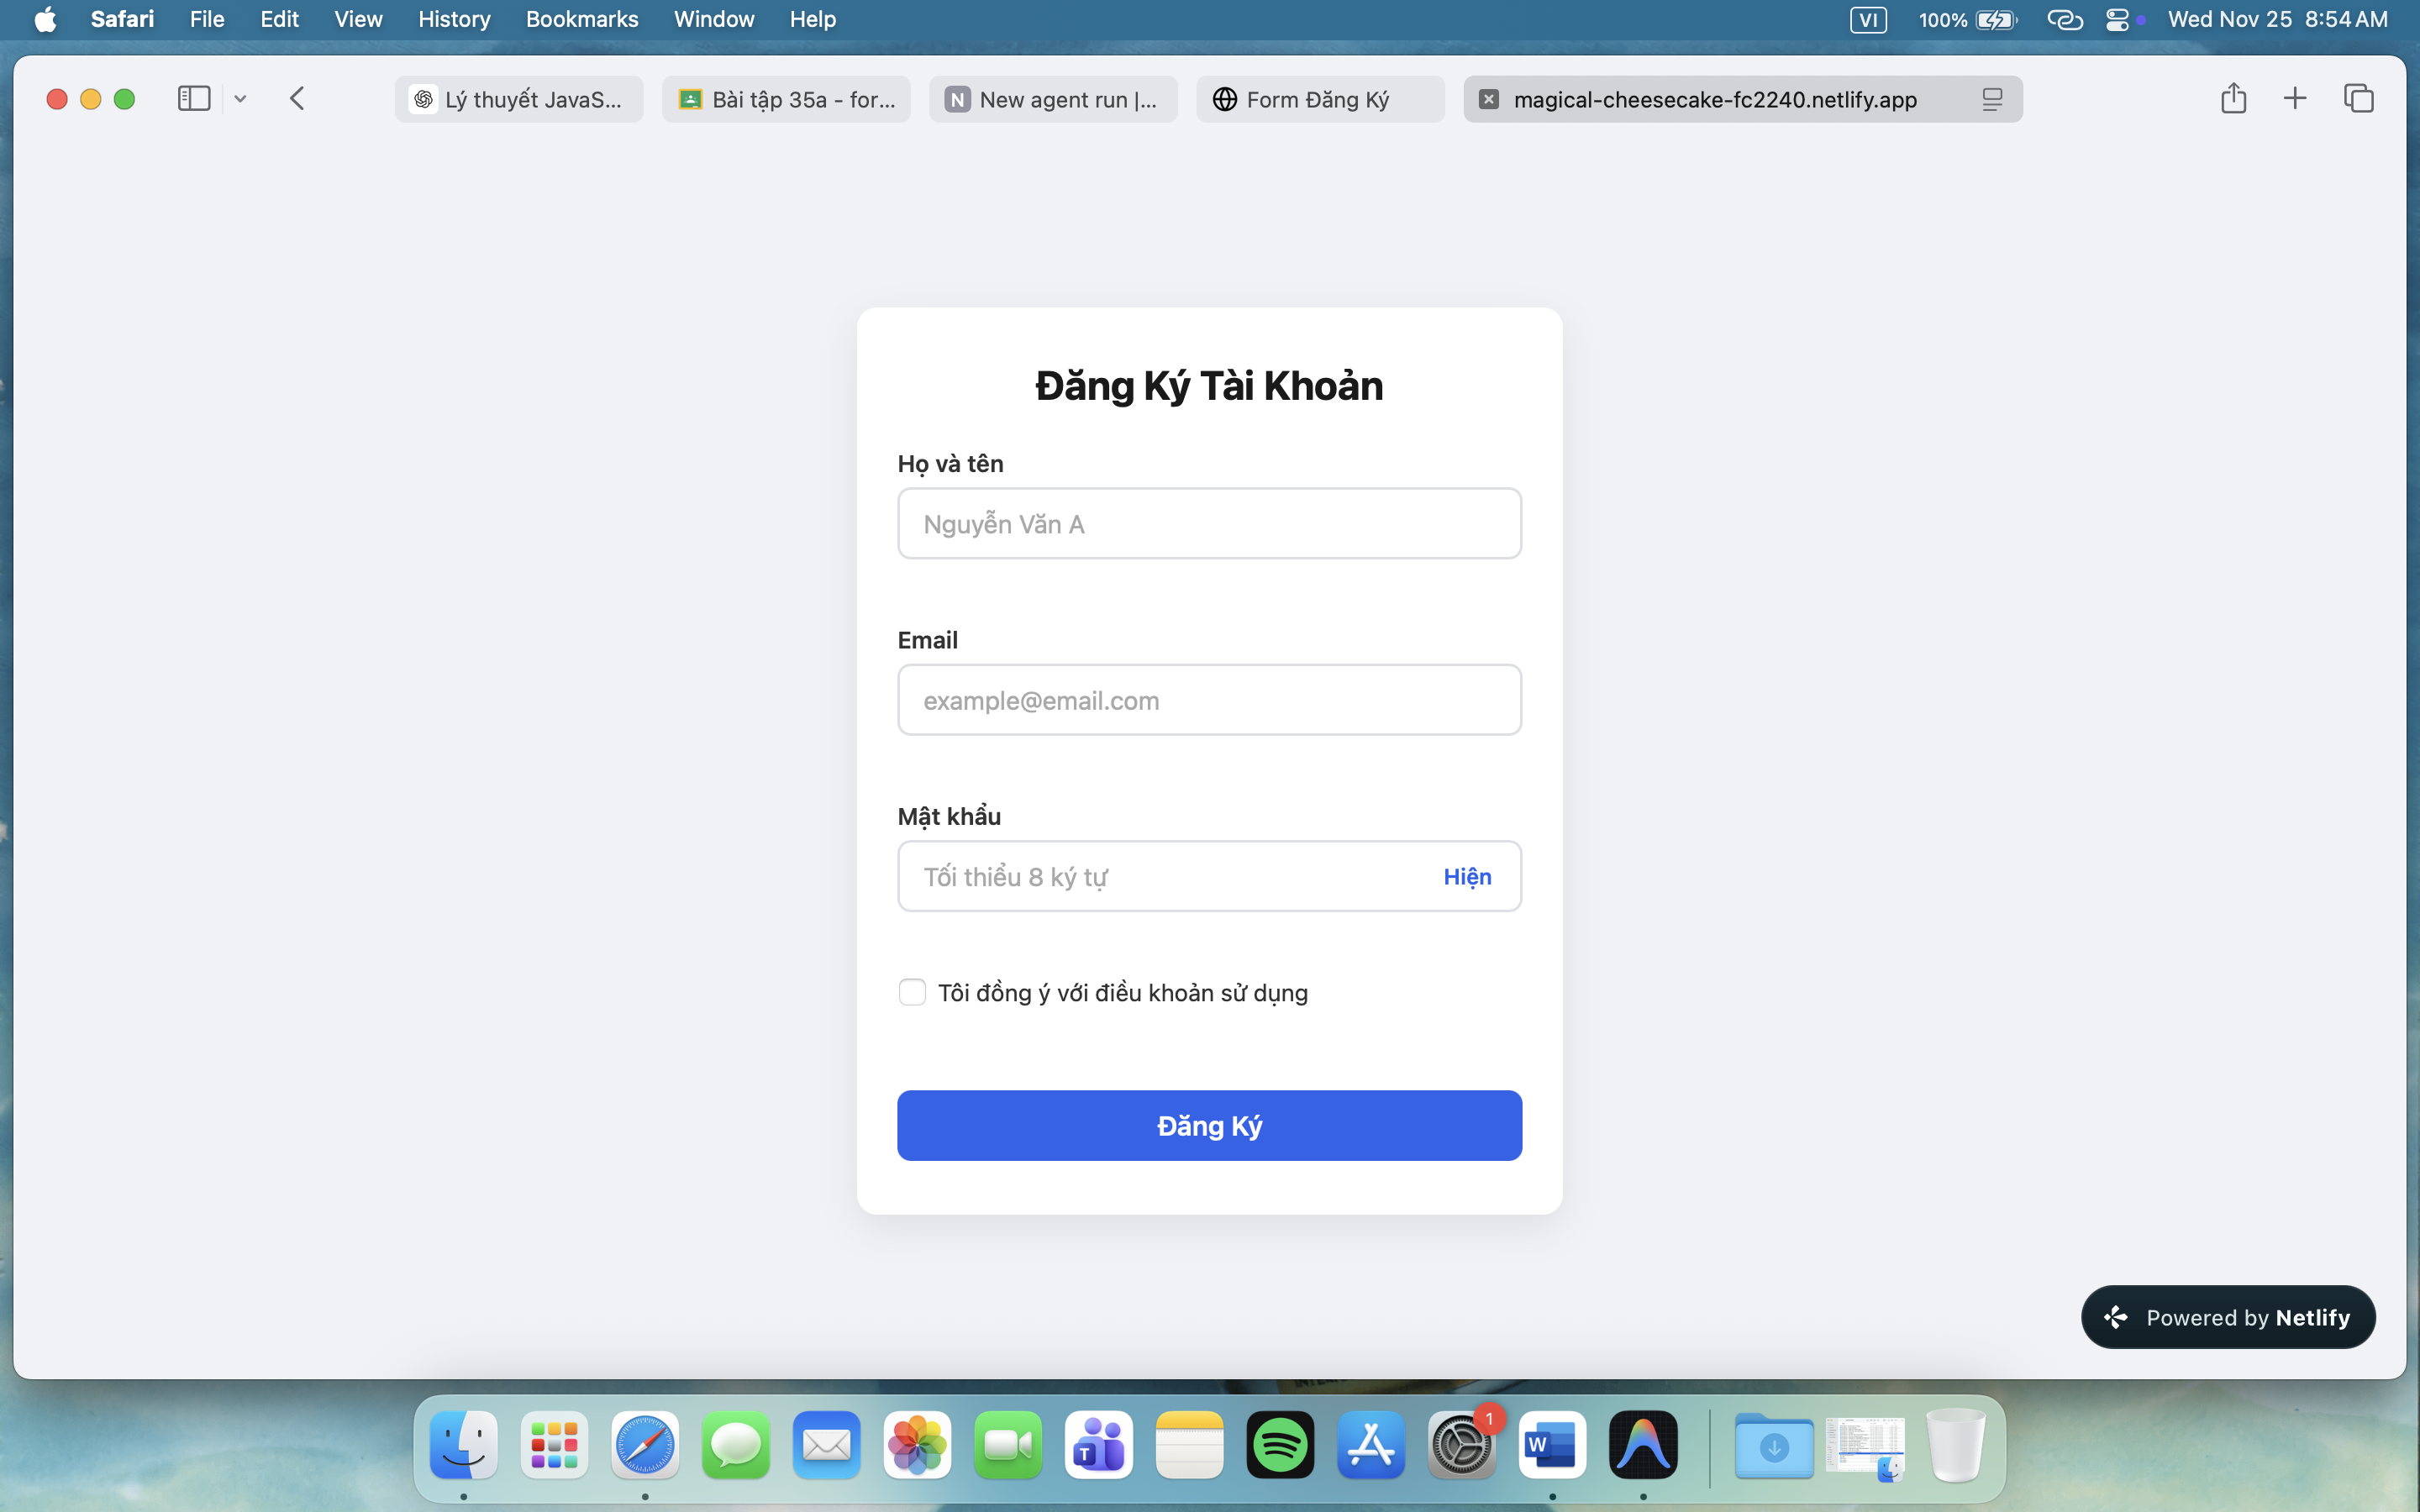 Safari File Edit View History Bookmarks Window Help VI 100% Wed Nov 25 8:54 AM
Lý thuyết JavaS... Bài tập 35a - for... N New agent run |... Form Đăng Ký magical-cheesecake-fc2240.netlify.app
Đăng Ký Tài Khoản
Họ và tên
Nguyễn Văn A
Email
example@email.com
Mật khẩu
Tối thiểu 8 ký tự Hiện
Tôi đồng ý với điều khoản sử dụng
Đăng Ký
Powered by Netlify
T 1 W